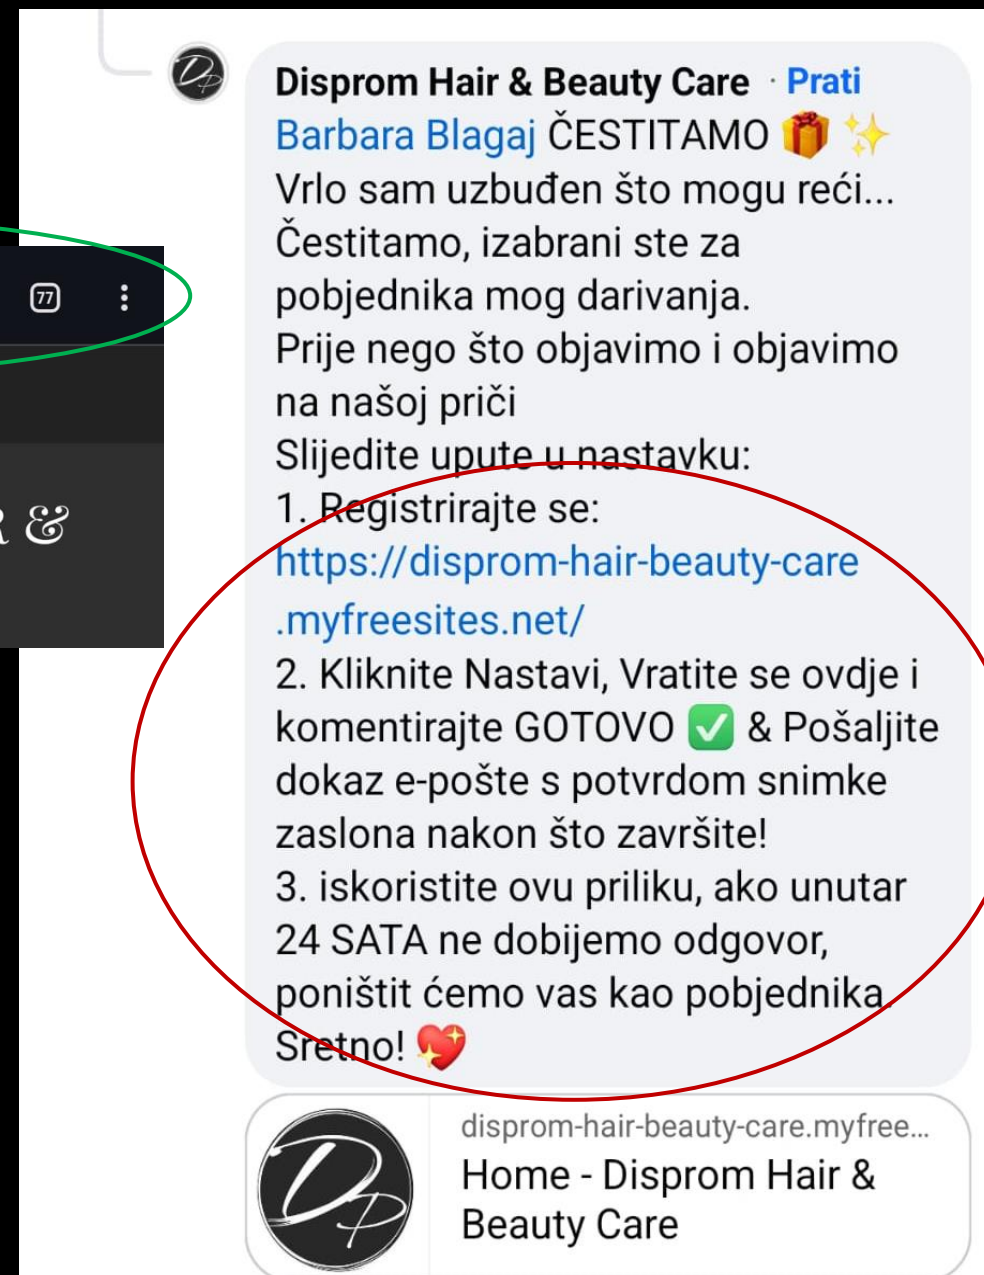 Disprom Hair & Beauty Care · Prati
Barbara Blagaj ČESTITAMO 🎁 ✨
Vrlo sam uzbuđen što mogu reći...
Čestitamo, izabrani ste za
pobjednika mog darivanja.
Prije nego što objavimo i objavimo
na našoj priči
Slijedite upute u nastavku:
1. Registrirajte se:
https://disprom-hair-beauty-care
.myfreesites.net/
2. Kliknite Nastavi, Vratite se ovdje i
komentirajte GOTOVO ✅ & Pošaljite
dokaz e-pošte s potvrdom snimke
zaslona nakon što završite!
3. iskoristite ovu priliku, ako unutar
24 SATA ne dobijemo odgovor,
poništit ćemo vas kao pobjednika.
Sretno! 💖
disprom-hair-beauty-care.myfree...
Home - Disprom Hair &
Beauty Care
77
R &
DP
DP